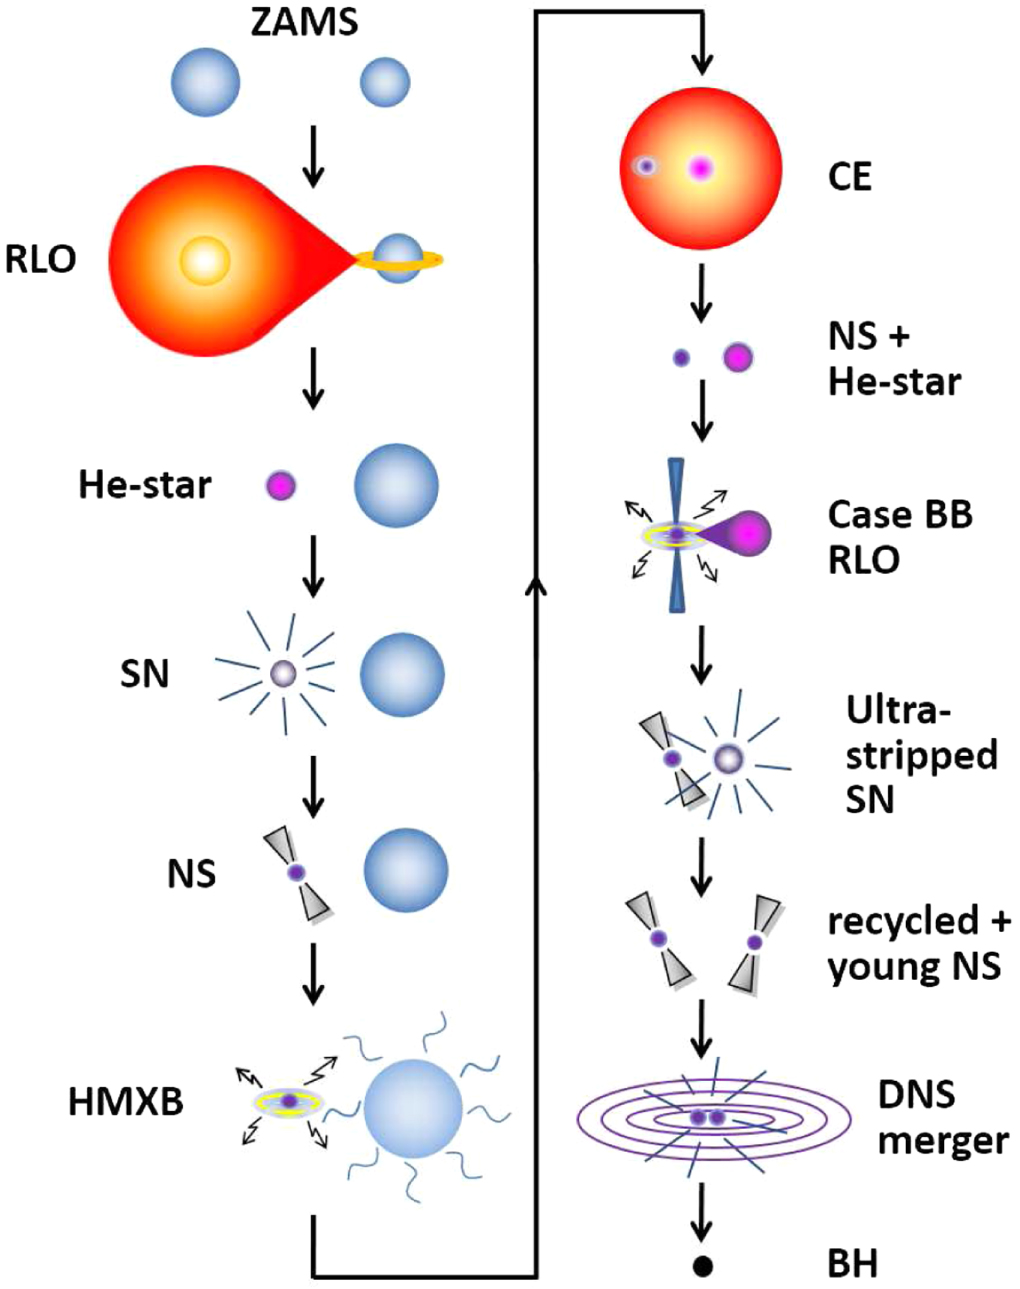 ZAMS
RLO
He-star
SN
NS
HMXB
CE
NS +
He-star
Case BB
RLO
Ultra-
stripped
SN
recycled +
young NS
DNS
merger
BH